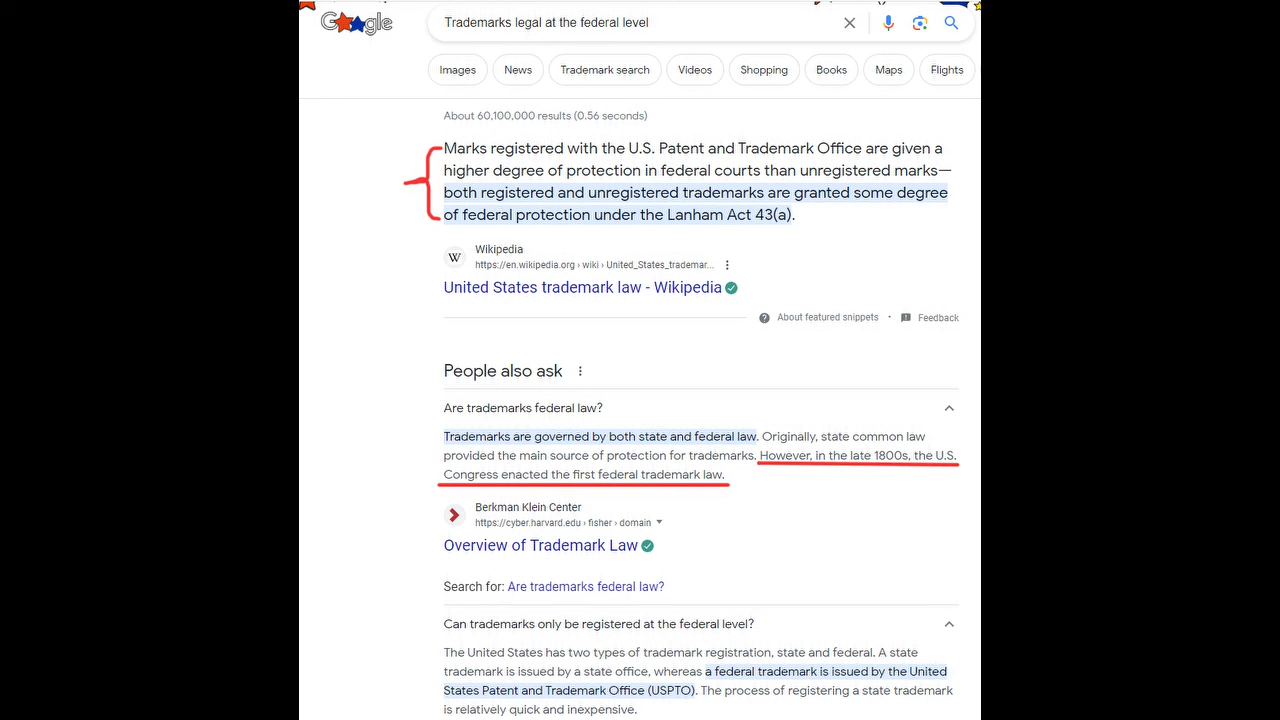 Google
Trademarks legal at the federal level
Images
News
Trademark search
Videos
Shopping
Books
Maps
Flights
About 60,100,000 results (0.56 seconds)
Marks registered with the U.S. Patent and Trademark Office are given a
higher degree of protection in federal courts than unregistered marks—
both registered and unregistered trademarks are granted some degree
of federal protection under the Lanham Act 43(a).
W
Wikipedia
https://en.wikipedia.org › wiki › United_States_trademar...
United States trademark law - Wikipedia
About featured snippets • Feedback
People also ask
Are trademarks federal law?
Trademarks are governed by both state and federal law. Originally, state common law
provided the main source of protection for trademarks. However, in the late 1800s, the U.S.
Congress enacted the first federal trademark law.
Berkman Klein Center
https://cyber.harvard.edu › fisher › domain
Overview of Trademark Law
Search for: Are trademarks federal law?
Can trademarks only be registered at the federal level?
The United States has two types of trademark registration, state and federal. A state
trademark is issued by a state office, whereas a federal trademark is issued by the United
States Patent and Trademark Office (USPTO). The process of registering a state trademark
is relatively quick and inexpensive.